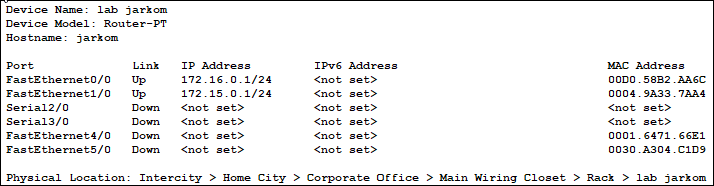 Device Name: lab jarkom
Device Model: Router-PT
Hostname: jarkom
Port Link IP Address IPv6 Address MAC Address
FastEthernet0/0 Up 172.16.0.1/24 <not set> 00D0.58B2.AA6C
FastEthernet1/0 Up 172.15.0.1/24 <not set> 0004.9A33.7AA4
Serial2/0 Down <not set> <not set> <not set>
Serial3/0 Down <not set> <not set> <not set>
FastEthernet4/0 Down <not set> <not set> 0001.6471.66E1
FastEthernet5/0 Down <not set> <not set> 0030.A304.C1D9
Physical Location: Intercity > Home City > Corporate Office > Main Wiring Closet > Rack > lab jarkom